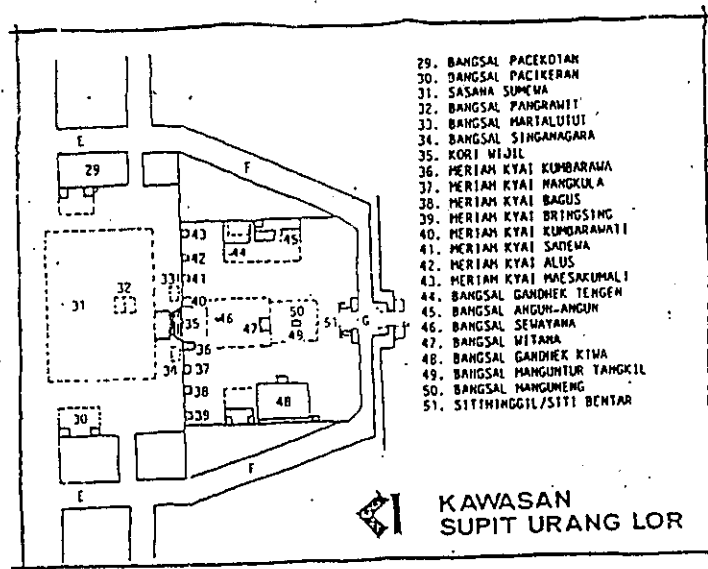 29. BANGSAL PACEKOTAN
30. BANGSAL PACIKERAN
31. SASANA SUMEWA
32. BANGSAL PANGRAWIT
33. BANGSAL MARTALUTUT
34. BANGSAL SINGANAGARA
35. KORI WIJIL
36. MERIAM KYAI KUMBARAWA
37. MERIAM KYAI NANGKULA
38. MERIAM KYAI BAGUS
39. MERIAM KYAI BRINGSING
40. MERIAM KYAI KUMBARAWATI
41. MERIAM KYAI SADEWA
42. MERIAM KYAI ALUS
43. MERIAM KYAI MAESAKUMALI
44. BANGSAL GANDHEK TENGEN
45. BANGSAL ANGUN-ANGUN
46. BANGSAL SEWAYANA
47. BANGSAL WITANA
48. BANGSAL GANDHEK KIWA
49. BANGSAL MANGUNTUR TANGKIL
50. BANGSAL MANGUNENG
51. SITIHINGGIL/SITI BENTAR
E
F
29
43
44
45
42
41
31
32
33
40
35
46
47
50
49
51
G
36
34
37
38
39
48
30
E
F
KAWASAN
SUPIT URANG LOR